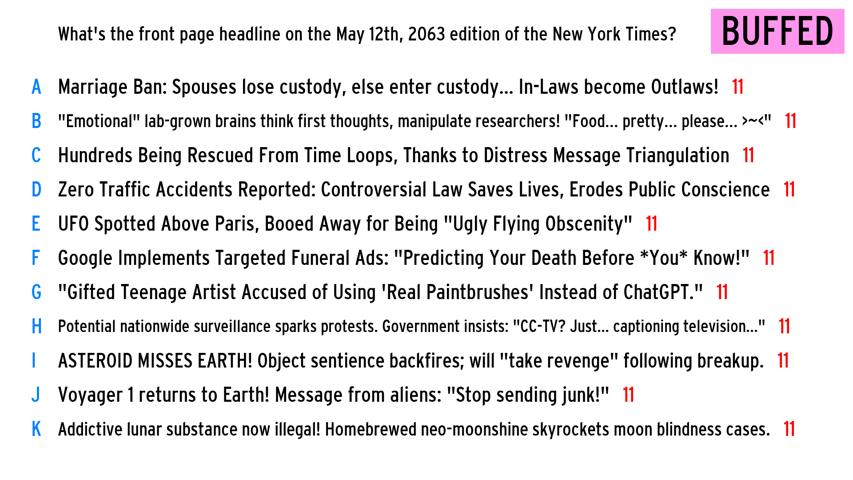 What's the front page headline on the May 12th, 2063 edition of the New York Times? BUFFED
A Marriage Ban: Spouses lose custody, else enter custody... In-Laws become Outlaws! 11
B "Emotional" lab-grown brains think first thoughts, manipulate researchers! "Food... pretty... please... >~<" 11
C Hundreds Being Rescued From Time Loops, Thanks to Distress Message Triangulation 11
D Zero Traffic Accidents Reported: Controversial Law Saves Lives, Erodes Public Conscience 11
E UFO Spotted Above Paris, Booed Away for Being "Ugly Flying Obscenity" 11
F Google Implements Targeted Funeral Ads: "Predicting Your Death Before *You* Know!" 11
G "Gifted Teenage Artist Accused of Using 'Real Paintbrushes' Instead of ChatGPT." 11
H Potential nationwide surveillance sparks protests. Government insists: "CC-TV? Just... captioning television..." 11
I ASTEROID MISSES EARTH! Object sentience backfires; will "take revenge" following breakup. 11
J Voyager 1 returns to Earth! Message from aliens: "Stop sending junk!" 11
K Addictive lunar substance now illegal! Homebrewed neo-moonshine skyrockets moon blindness cases. 11